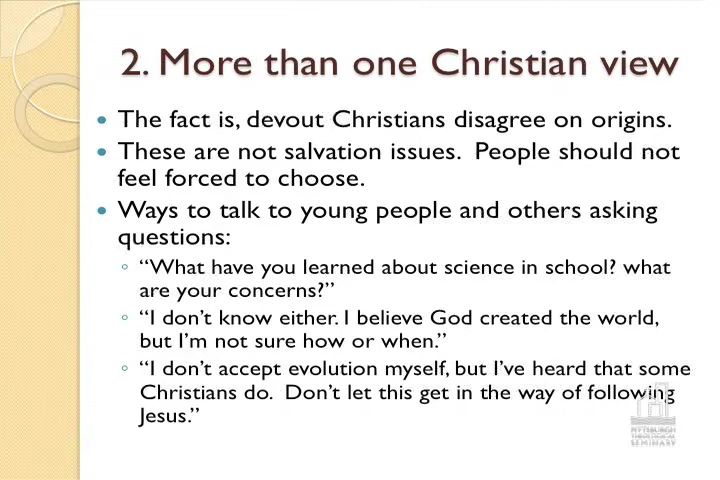 2. More than one Christian view
• The fact is, devout Christians disagree on origins.
• These are not salvation issues.  People should not
feel forced to choose.
• Ways to talk to young people and others asking
questions:
◦ “What have you learned about science in school? what
are your concerns?”
◦ “I don’t know either. I believe God created the world,
but I’m not sure how or when.”
◦ “I don’t accept evolution myself, but I’ve heard that some
Christians do.  Don’t let this get in the way of following
Jesus.”
PITTSBURGH
THEOLOGICAL
SEMINARY